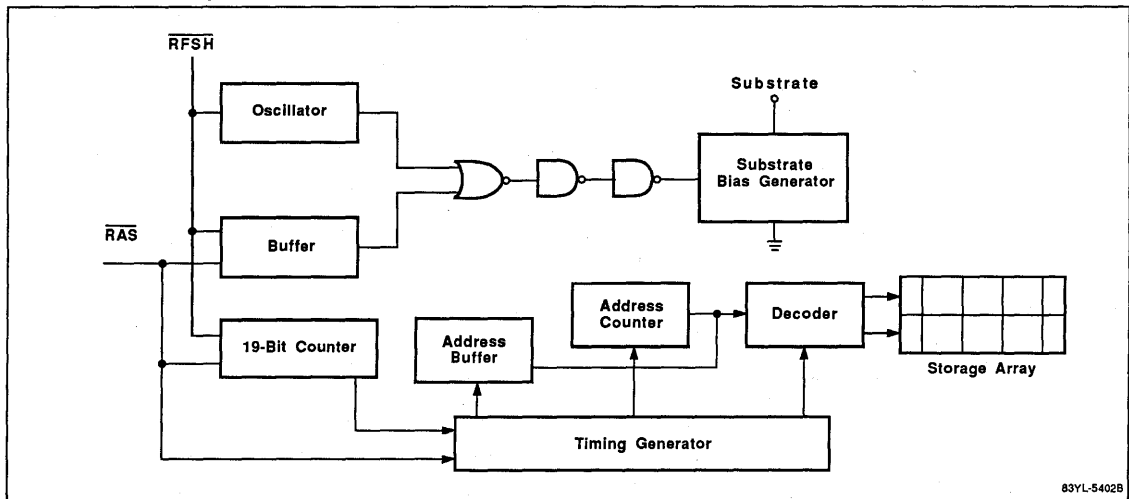 RFSH
Oscillator
Substrate
Substrate
Bias Generator
RAS
Buffer
19-Bit Counter
Address
Buffer
Address
Counter
Decoder
Storage Array
Timing Generator
83YL-5402B